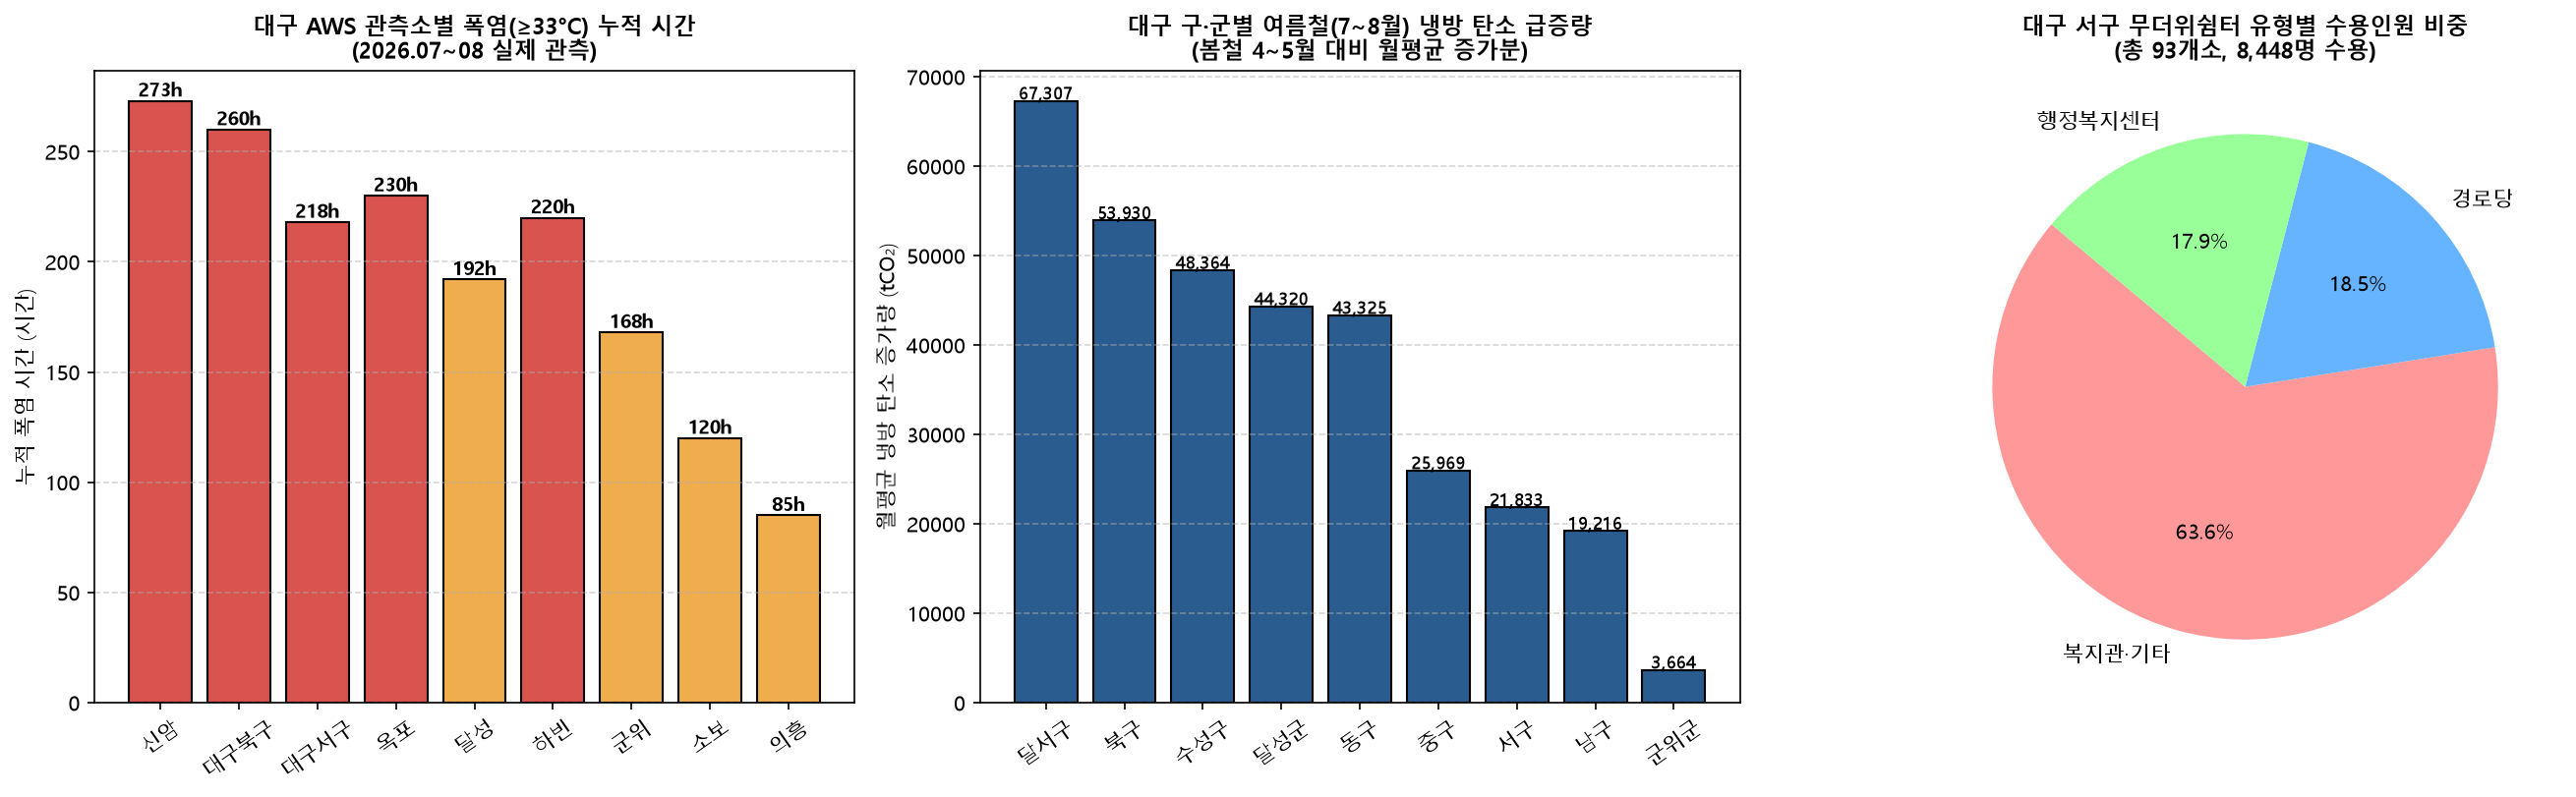 대구 AWS 관측소별 폭염(≥33°C) 누적 시간
(2026.07~08 실제 관측)
누적 폭염 시간 (시간)
250
200
150
100
50
0
273h
260h
218h
230h
192h
220h
168h
120h
85h
신암
대구북구
대구서구
옥포
달성
하빈
군위
소보
의흥
대구 구·군별 여름철(7~8월) 냉방 탄소 급증량
(봄철 4~5월 대비 월평균 증가분)
월평균 냉방 탄소 증가량 (tCO₂)
70000
60000
50000
40000
30000
20000
10000
0
67,307
53,930
48,364
44,320
43,325
25,969
21,833
19,216
3,664
달서구
북구
수성구
달성군
동구
중구
서구
남구
군위군
대구 서구 무더위쉼터 유형별 수용인원 비중
(총 93개소, 8,448명 수용)
행정복지센터
경로당
17.9%
18.5%
63.6%
복지관·기타